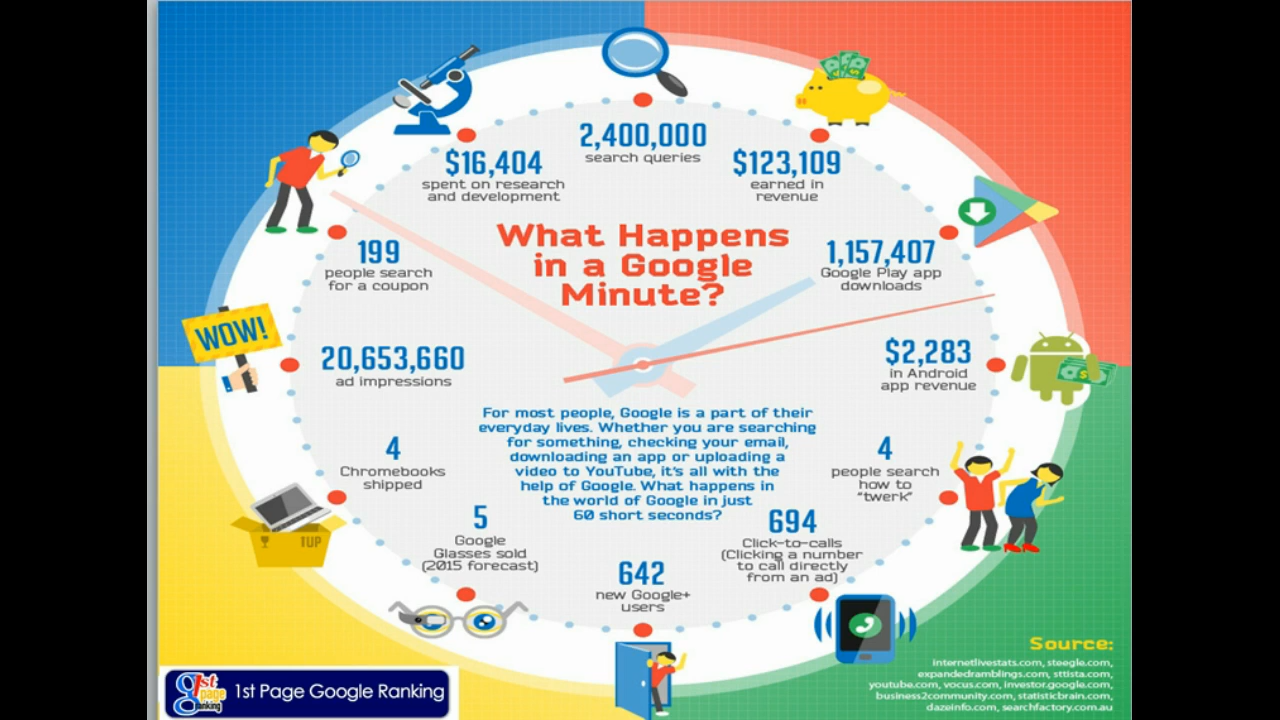 What Happens
in a Google
Minute?
2,400,000
search queries
$123,109
earned in
revenue
1,157,407
Google Play app
downloads
$2,283
in Android
app revenue
4
people search
how to
"twerk"
694
Click-to-calls
(Clicking a number
to call directly
from an ad)
642
new Google+
users
5
Google
Glasses sold
(2015 forecast)
4
Chromebooks
shipped
20,653,660
ad impressions
199
people search
for a coupon
$16,404
spent on research
and development
For most people, Google is a part of their
everyday lives. Whether you are searching
for something, checking your email,
downloading an app or uploading a
video to YouTube, it's all with the
help of Google. What happens in
the world of Google in just
60 short seconds?
WOW!
1UP
Source:
internetlivestats.com, steegle.com,
expandedramblings.com, sttista.com,
youtube.com, vocus.com, investor.google.com,
business2community.com, statisticbrain.com,
dazeinfo.com, searchfactory.com.au
g1st
page
ranking
1st Page Google Ranking